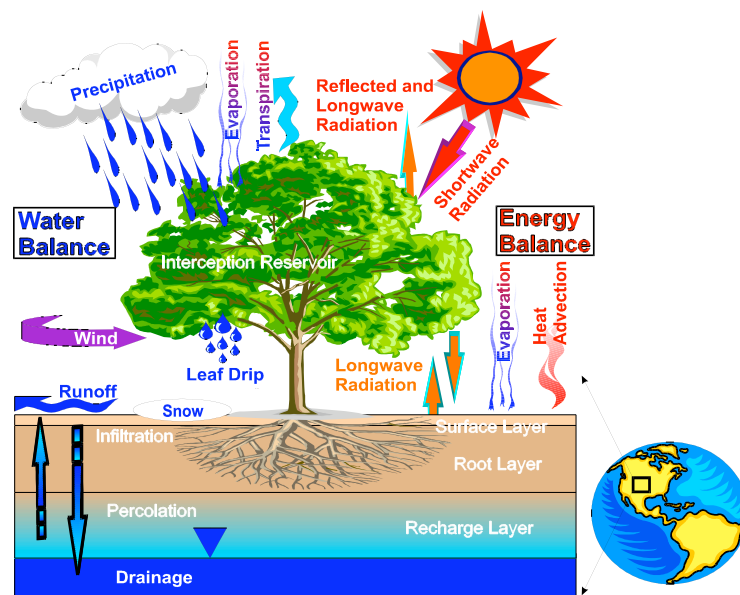 Precipitation
Evaporation
Transpiration
Reflected and
Longwave
Radiation
Shortwave
Radiation
Water
Balance
Energy
Balance
Interception Reservoir
Evaporation
Heat
Advection
Wind
Leaf Drip
Longwave
Radiation
Runoff
Snow
Surface Layer
Infiltration
Root Layer
Percolation
Recharge Layer
Drainage